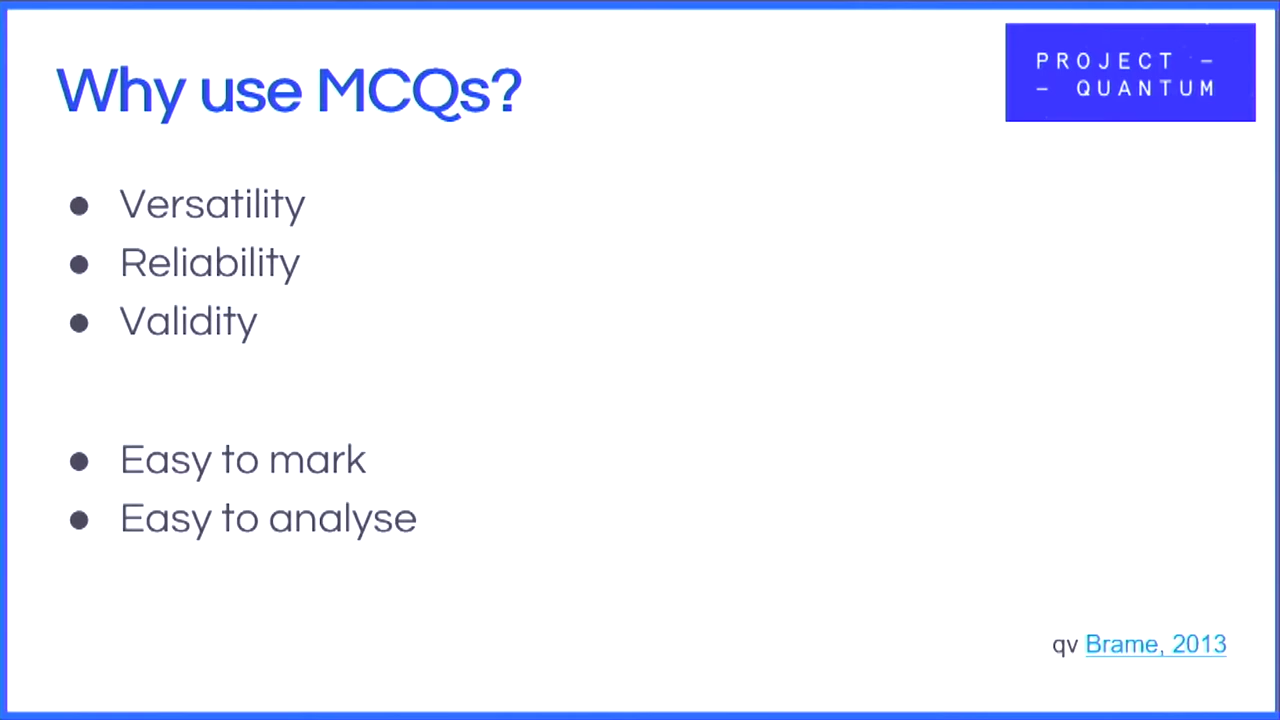 Why use MCQs?
PROJECT –
– QUANTUM
● Versatility
● Reliability
● Validity
● Easy to mark
● Easy to analyse
qv Brame, 2013